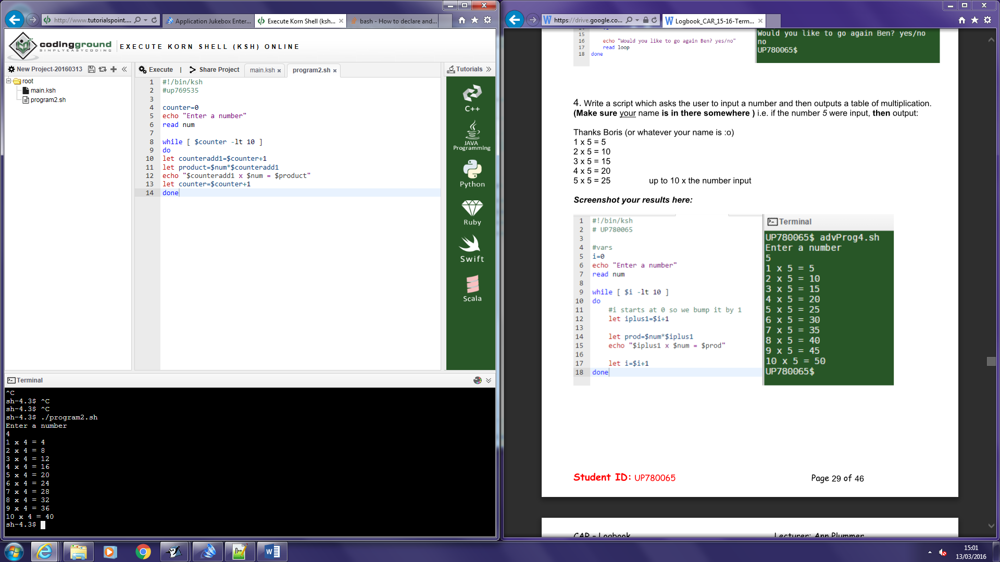 http://www.tutorialspoint....
Application Jukebox Enter...
Execute Korn Shell (ksh...
bash - How to declare and...
codingground
SIMPLYEASYCODING
EXECUTE KORN SHELL (KSH) ONLINE
New Project-20160313
Execute | Share Project
main.ksh
program2.sh
Tutorials
root
main.ksh
program2.sh
1 #!/bin/ksh
2 #up769535
3
4 counter=0
5 echo "Enter a number"
6 read num
7
8 while [ $counter -lt 10 ]
9 do
10 let counteradd1=$counter+1
11 let product=$num*$counteradd1
12 echo "$counteradd1 x $num = $product"
13 let counter=$counter+1
14 done
C++
JAVA
Programming
Python
Ruby
Swift
Scala
Terminal
^C
sh-4.3$ ^C
sh-4.3$ ^C
sh-4.3$ ./program2.sh
Enter a number
4
1 x 4 = 4
2 x 4 = 8
3 x 4 = 12
4 x 4 = 16
5 x 4 = 20
6 x 4 = 24
7 x 4 = 28
8 x 4 = 32
9 x 4 = 36
10 x 4 = 40
sh-4.3$
https://drive.google.co...
Logbook_CAR_15-16-Term...
15
16 echo "Would you like to go again Ben? yes/no"
17 read loop
18 done
Would you like to go again Ben? yes/no
no
UP780065$
4. Write a script which asks the user to input a number and then outputs a table of multiplication.
(Make sure your name is in there somewhere ) i.e. if the number 5 were input, then output:
Thanks Boris (or whatever your name is :o)
1 x 5 = 5
2 x 5 = 10
3 x 5 = 15
4 x 5 = 20
5 x 5 = 25 up to 10 x the number input
Screenshot your results here:
1 #!/bin/ksh
2 # UP780065
3
4 #vars
5 i=0
6 echo "Enter a number"
7 read num
8
9 while [ $i -lt 10 ]
10 do
11 #i starts at 0 so we bump it by 1
12 let iplus1=$i+1
13
14 let prod=$num*$iplus1
15 echo "$iplus1 x $num = $prod"
16
17 let i=$i+1
18 done
Terminal
UP780065$ advProg4.sh
Enter a number
5
1 x 5 = 5
2 x 5 = 10
3 x 5 = 15
4 x 5 = 20
5 x 5 = 25
6 x 5 = 30
7 x 5 = 35
8 x 5 = 40
9 x 5 = 45
10 x 5 = 50
UP780065$
Student ID: UP780065
Page 29 of 46
CAR - Logbook
Lecturer: Ann Plummer
15:01
13/03/2016